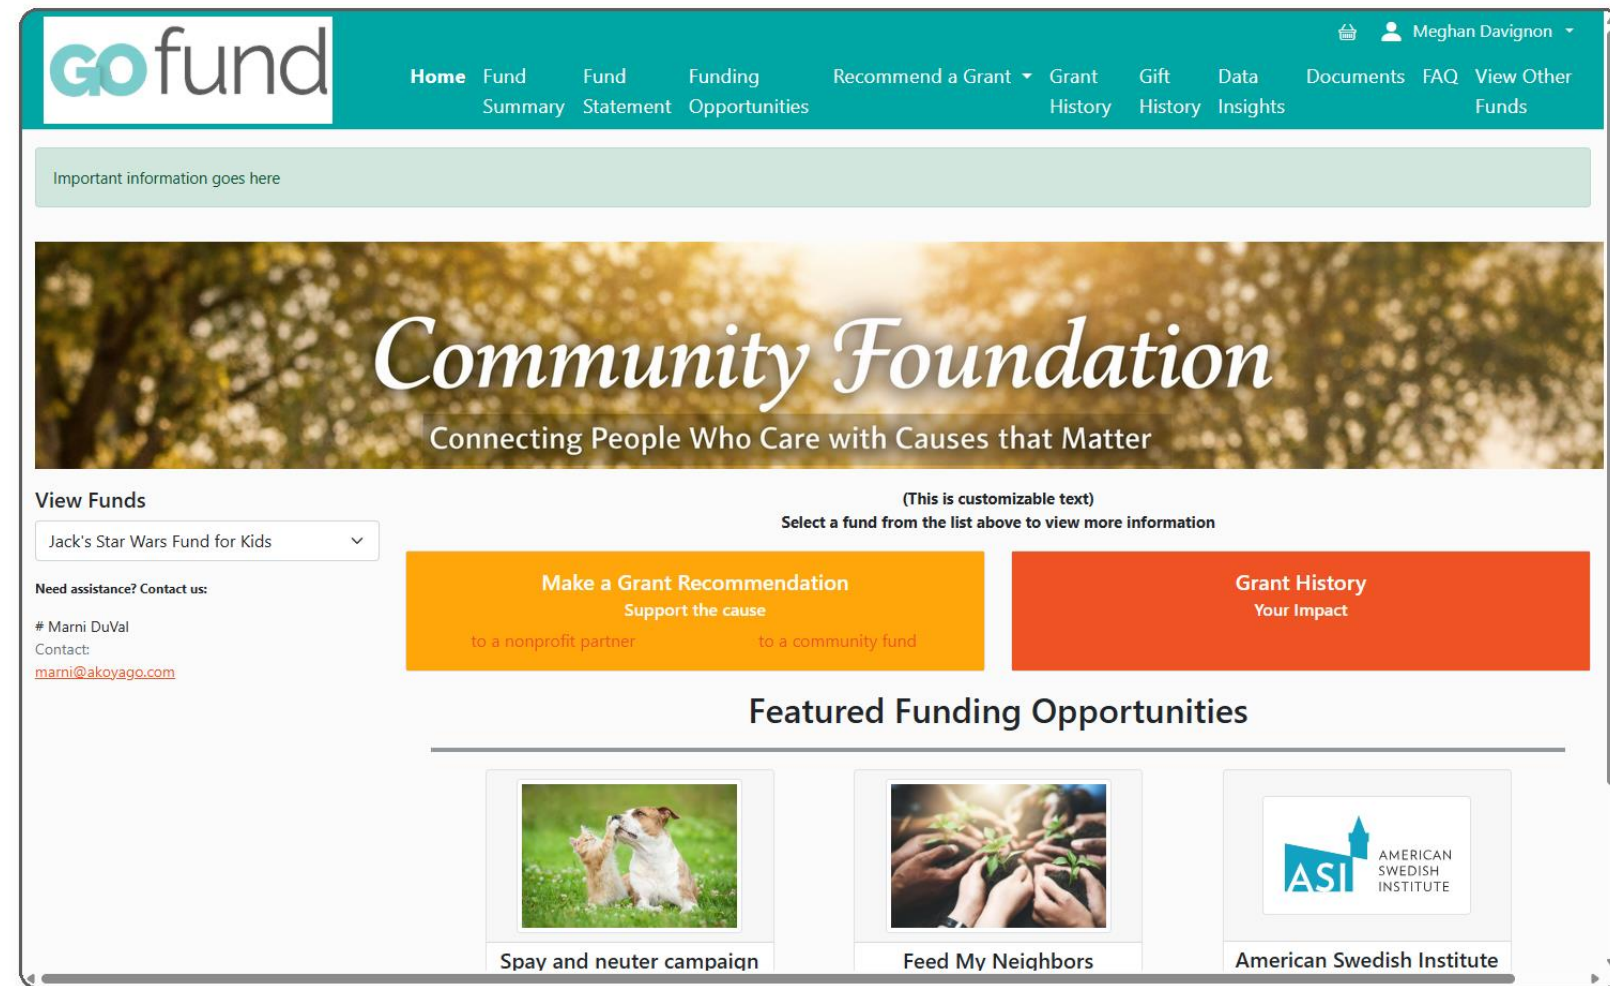 GO fund
Meghan Davignon
Home Fund Summary Fund Statement Funding Opportunities Recommend a Grant Grant History Gift History Data Insights Documents FAQ View Other Funds
Important information goes here
Community Foundation
Connecting People Who Care with Causes that Matter
View Funds
Jack's Star Wars Fund for Kids
Need assistance? Contact us:
# Marni DuVal
Contact:
marni@akoyago.com
(This is customizable text)
Select a fund from the list above to view more information
Make a Grant Recommendation
Support the cause
to a nonprofit partner to a community fund
Grant History
Your Impact
Featured Funding Opportunities
ASI AMERICAN
SWEDISH
INSTITUTE
Spay and neuter campaign
Feed My Neighbors
American Swedish Institute